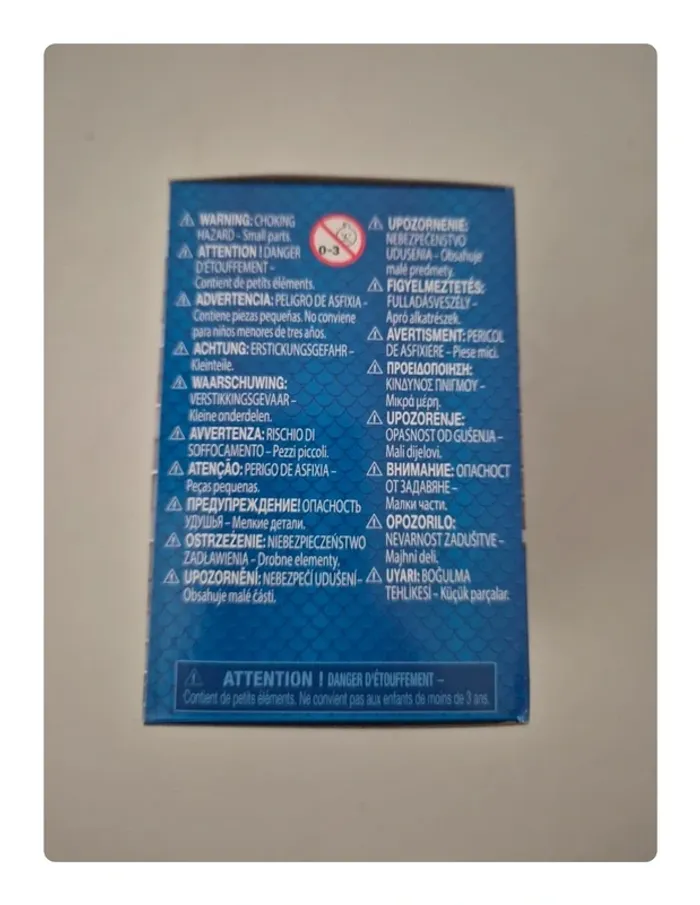 ⚠ WARNING: CHOKING
HAZARD – Small parts.
⚠ ATTENTION ! DANGER
D'ÉTOUFFEMENT –
Contient de petits éléments.
⚠ ADVERTENCIA: PELIGRO DE ASFIXIA –
Contiene piezas pequeñas. No conviene
para niños menores de tres años.
⚠ ACHTUNG: ERSTICKUNGSGEFAHR –
Kleinteile.
⚠ WAARSCHUWING:
VERSTIKKINGSGEVAAR –
Kleine onderdelen.
⚠ AVVERTENZA: RISCHIO DI
SOFFOCAMENTO – Pezzi piccoli.
⚠ ATENÇÃO: PERIGO DE ASFIXIA –
Peças pequenas.
⚠ ПРЕДУПРЕЖДЕНИЕ! ОПАСНОСТЬ
УДУШЬЯ – Мелкие детали.
⚠ OSTRZEŻENIE: NIEBEZPIECZEŃSTWO
ZADŁAWIENIA – Drobne elementy.
⚠ UPOZORNĚNÍ: NEBEZPEČÍ UDUŠENÍ –
Obsahuje malé části.
0-3
⚠ UPOZORNENIE:
NEBEZPEČENSTVO
UDUSENIA – Obsahuje
malé predmety.
⚠ FIGYELMEZTETÉS:
FULLADÁSVESZÉLY –
Apró alkatrészek.
⚠ AVERTISMENT: PERICOL
DE ASFIXIERE – Piese mici.
⚠ ΠΡΟΕΙΔΟΠΟΙΗΣΗ:
ΚΙΝΔΥΝΟΣ ΠΝΙΓΜΟΥ –
Μικρά μέρη.
⚠ UPOZORENJE:
OPASNOST OD GUŠENJA –
Mali dijelovi.
⚠ ВНИМАНИЕ: ОПАСНОСТ
ОТ ЗАДАВЯНЕ –
Малки части.
⚠ OPOZORILO:
NEVARNOST ZADUŠITVE –
Majhni deli.
⚠ UYARI: BOĞULMA
TEHLİKESİ – Küçük parçalar.
⚠ ATTENTION ! DANGER D'ÉTOUFFEMENT –
Contient de petits éléments. Ne convient pas aux enfants de moins de 3 ans.